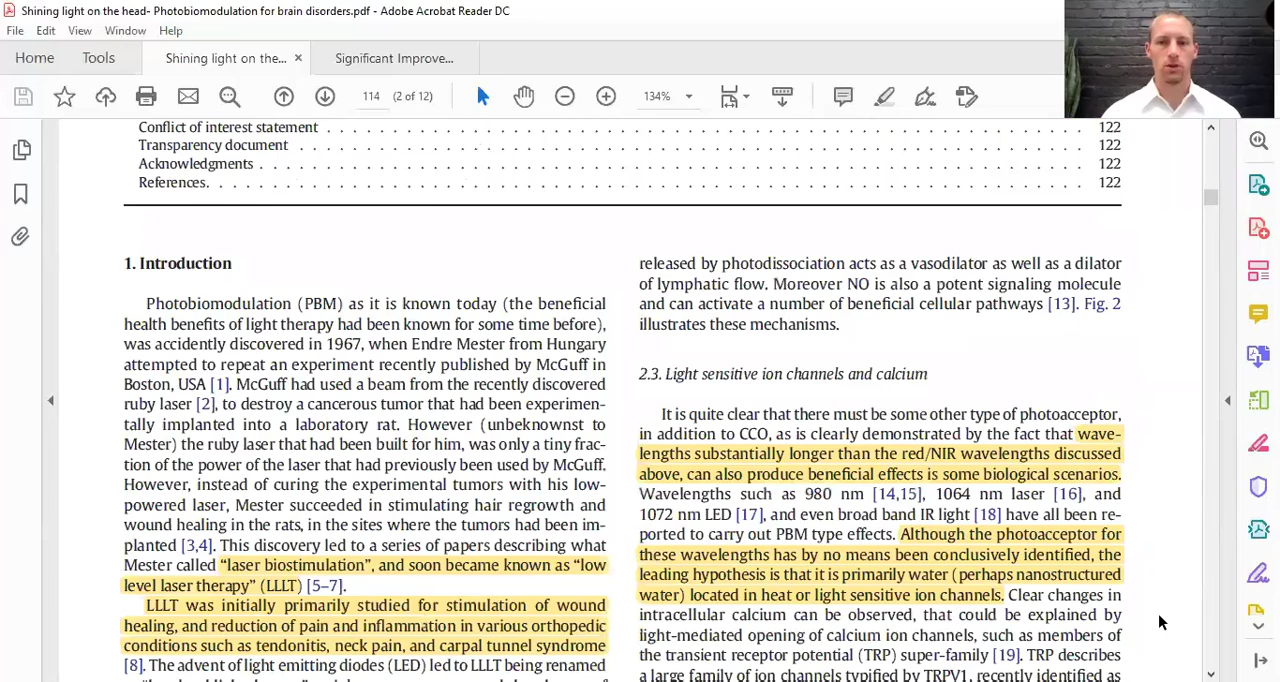 Shining light on the head- Photobiomodulation for brain disorders.pdf - Adobe Acrobat Reader DC
File Edit View Window Help
Home Tools Shining light on the... × Significant Improve...
114 (2 of 12) 134%
Conflict of interest statement . . . . . . . . . . . . . . . . . . . . . . . . . . . . . . . . . . . . . . . . 122
Transparency document . . . . . . . . . . . . . . . . . . . . . . . . . . . . . . . . . . . . . . . . 122
Acknowledgments . . . . . . . . . . . . . . . . . . . . . . . . . . . . . . . . . . . . . . . . 122
References. . . . . . . . . . . . . . . . . . . . . . . . . . . . . . . . . . . . . . . . 122
1. Introduction
Photobiomodulation (PBM) as it is known today (the beneficial
health benefits of light therapy had been known for some time before),
was accidently discovered in 1967, when Endre Mester from Hungary
attempted to repeat an experiment recently published by McGuff in
Boston, USA [1]. McGuff had used a beam from the recently discovered
ruby laser [2], to destroy a cancerous tumor that had been experimen-
tally implanted into a laboratory rat. However (unbeknownst to
Mester) the ruby laser that had been built for him, was only a tiny frac-
tion of the power of the laser that had previously been used by McGuff.
However, instead of curing the experimental tumors with his low-
powered laser, Mester succeeded in stimulating hair regrowth and
wound healing in the rats, in the sites where the tumors had been im-
planted [3,4]. This discovery led to a series of papers describing what
Mester called “laser biostimulation”, and soon became known as “low
level laser therapy” (LLLT) [5–7].
LLLT was initially primarily studied for stimulation of wound
healing, and reduction of pain and inflammation in various orthopedic
conditions such as tendonitis, neck pain, and carpal tunnel syndrome
[8]. The advent of light emitting diodes (LED) led to LLLT being renamed
released by photodissociation acts as a vasodilator as well as a dilator
of lymphatic flow. Moreover NO is also a potent signaling molecule
and can activate a number of beneficial cellular pathways [13]. Fig. 2
illustrates these mechanisms.
2.3. Light sensitive ion channels and calcium
It is quite clear that there must be some other type of photoacceptor,
in addition to CCO, as is clearly demonstrated by the fact that wave-
lengths substantially longer than the red/NIR wavelengths discussed
above, can also produce beneficial effects is some biological scenarios.
Wavelengths such as 980 nm [14,15], 1064 nm laser [16], and
1072 nm LED [17], and even broad band IR light [18] have all been re-
ported to carry out PBM type effects. Although the photoacceptor for
these wavelengths has by no means been conclusively identified, the
leading hypothesis is that it is primarily water (perhaps nanostructured
water) located in heat or light sensitive ion channels. Clear changes in
intracellular calcium can be observed, that could be explained by
light-mediated opening of calcium ion channels, such as members of
the transient receptor potential (TRP) super-family [19]. TRP describes
a large family of ion channels typified by TRPV1, recently identified as